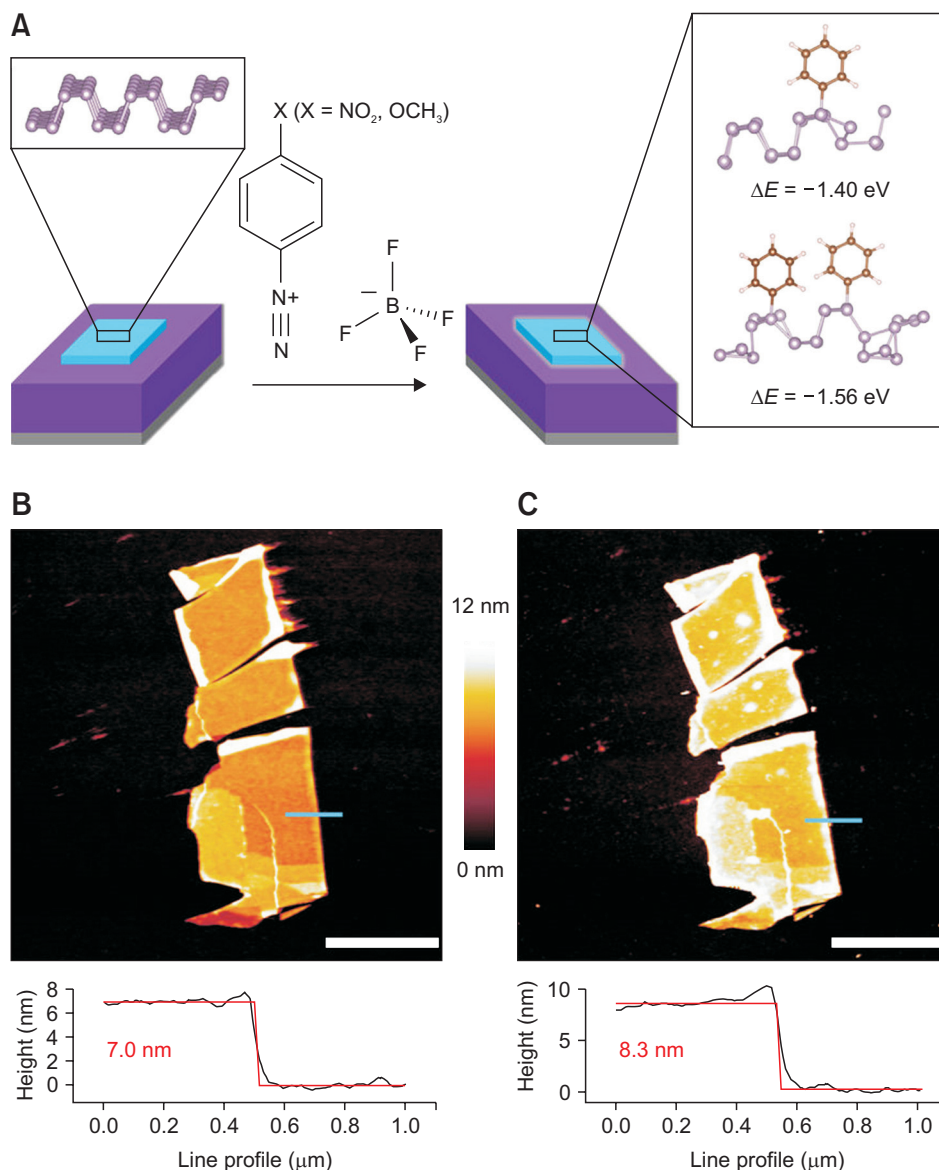 A
X (X = NO₂, OCH₃)
N+
N
F
B
−
F
F
F
ΔE = −1.40 eV
ΔE = −1.56 eV
B
C
12 nm
0 nm
Height (nm)
8
6
4
2
0
7.0 nm
0.0 0.2 0.4 0.6 0.8 1.0
Line profile (μm)
Height (nm)
10
5
0
8.3 nm
0.0 0.2 0.4 0.6 0.8 1.0
Line profile (μm)